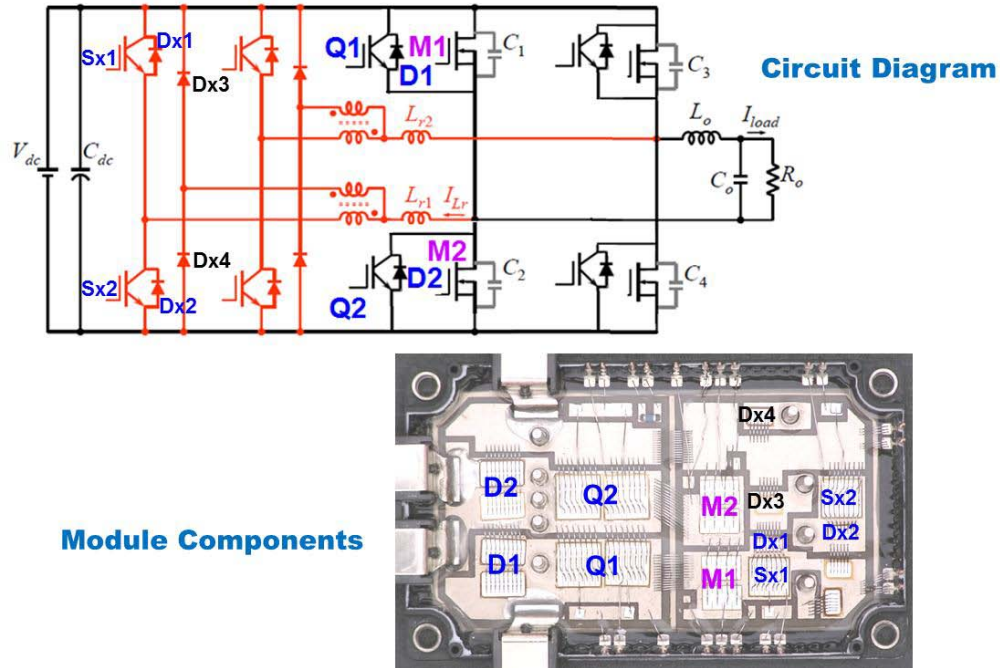 Circuit Diagram
Sx1
Dx1
Dx3
Q1
D1
M1
C1
C3
Vdc
Cdc
Lr2
Lo
Iload
Co
Ro
Lr1
ILr
Sx2
Dx2
Dx4
Q2
D2
M2
C2
C4
Module Components
Dx4
D2
Q2
M2
Dx3
Sx2
Dx1
Dx2
D1
Q1
M1
Sx1